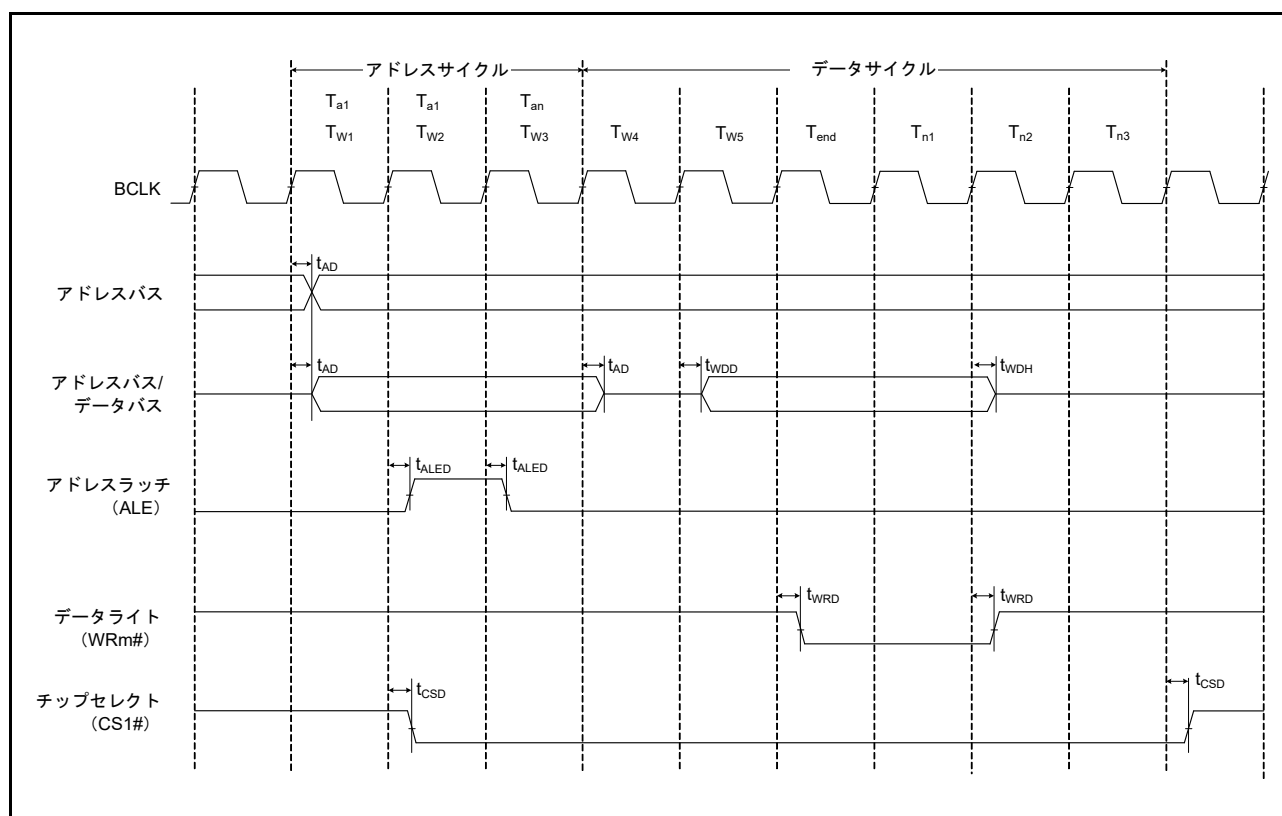 アドレスサイクル データサイクル
Ta1 Ta1 Tan
TW1 TW2 TW3 TW4 TW5 Tend Tn1 Tn2 Tn3
BCLK
tAD
アドレスバス
tAD tAD tWDD tWDH
アドレスバス/
データバス
tALED tALED
アドレスラッチ
（ALE）
tWRD tWRD
データライト
（WRm#）
tCSD tCSD
チップセレクト
（CS1#）